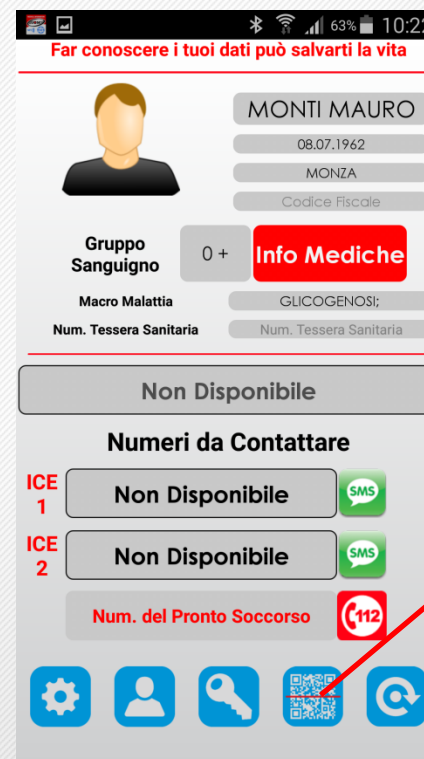 63% 10:22
Far conoscere i tuoi dati può salvarti la vita
MONTI MAURO
08.07.1962
MONZA
Codice Fiscale
Gruppo
Sanguigno
0 +
Info Mediche
Macro Malattia
GLICOGENOSI;
Num. Tessera Sanitaria
Num. Tessera Sanitaria
Non Disponibile
Numeri da Contattare
ICE
1
Non Disponibile
SMS
ICE
2
Non Disponibile
SMS
Num. del Pronto Soccorso
112